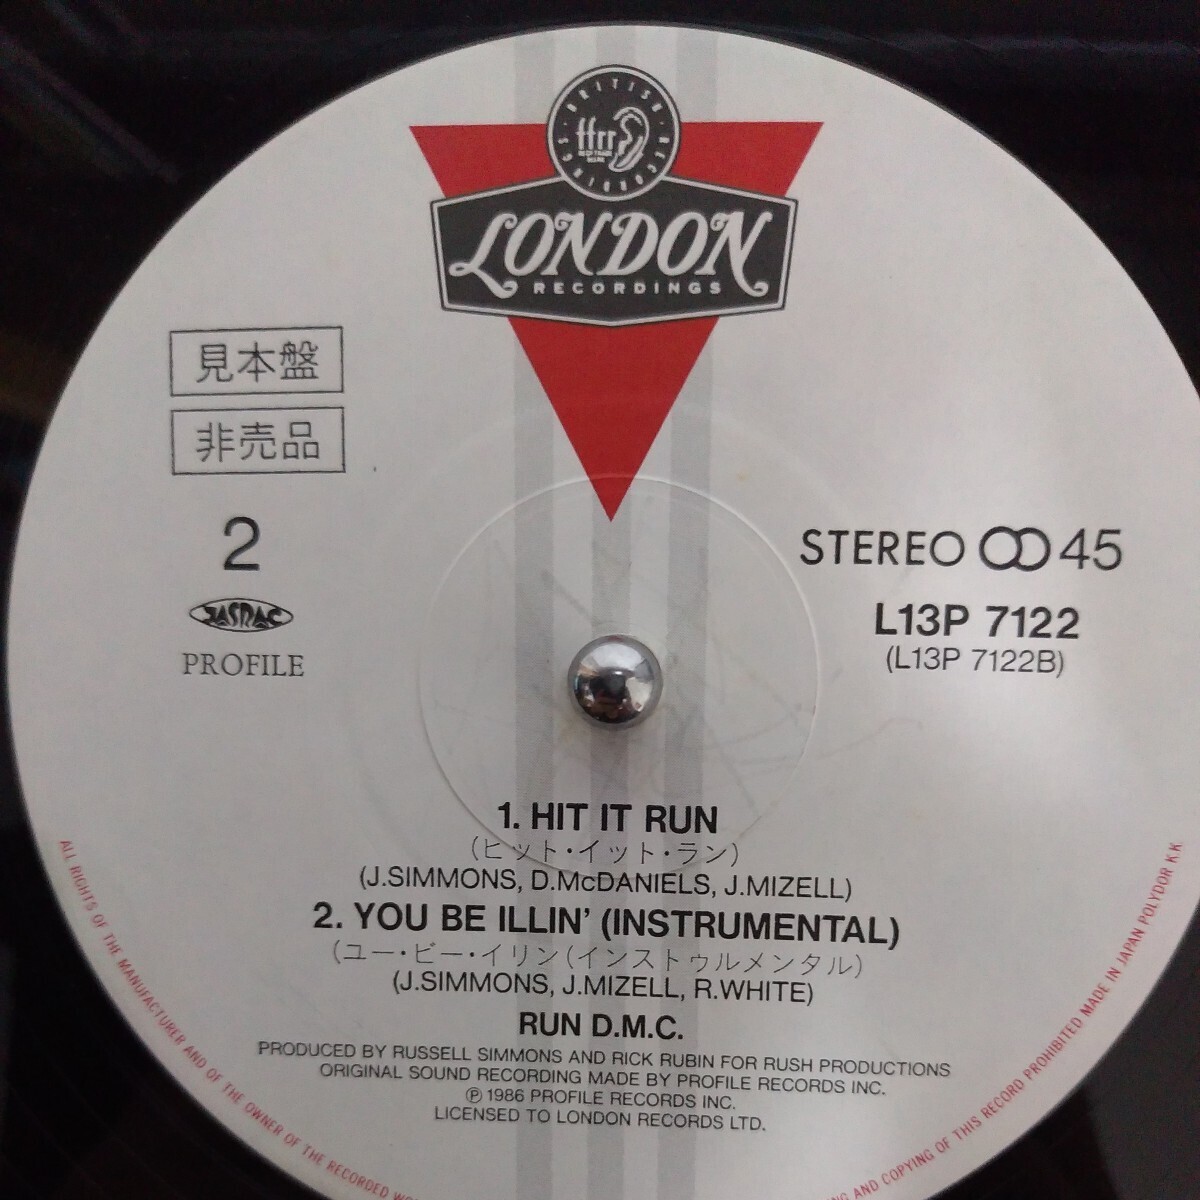 BRITISH · RECORDINGS ·
ffrr
LONDON
RECORDINGS
見本盤
非売品
2
JASRAC
PROFILE
STEREO 45
L13P 7122
(L13P 7122B)
1. HIT IT RUN
(ヒット・イット・ラン)
(J.SIMMONS, D.McDANIELS, J.MIZELL)
2. YOU BE ILLIN' (INSTRUMENTAL)
(ユー・ビー・イリン(インストゥルメンタル)
(J.SIMMONS, J.MIZELL, R.WHITE)
RUN D.M.C.
PRODUCED BY RUSSELL SIMMONS AND RICK RUBIN FOR RUSH PRODUCTIONS
ORIGINAL SOUND RECORDING MADE BY PROFILE RECORDS INC.
Ⓟ 1986 PROFILE RECORDS INC.
LICENSED TO LONDON RECORDS LTD.
ALL RIGHTS OF THE MANUFACTURER AND OF THE OWNER OF THE RECORDED
AND COPYING OF THIS RECORD PROHIBITED MADE IN JAPAN POLYDOR K.K.